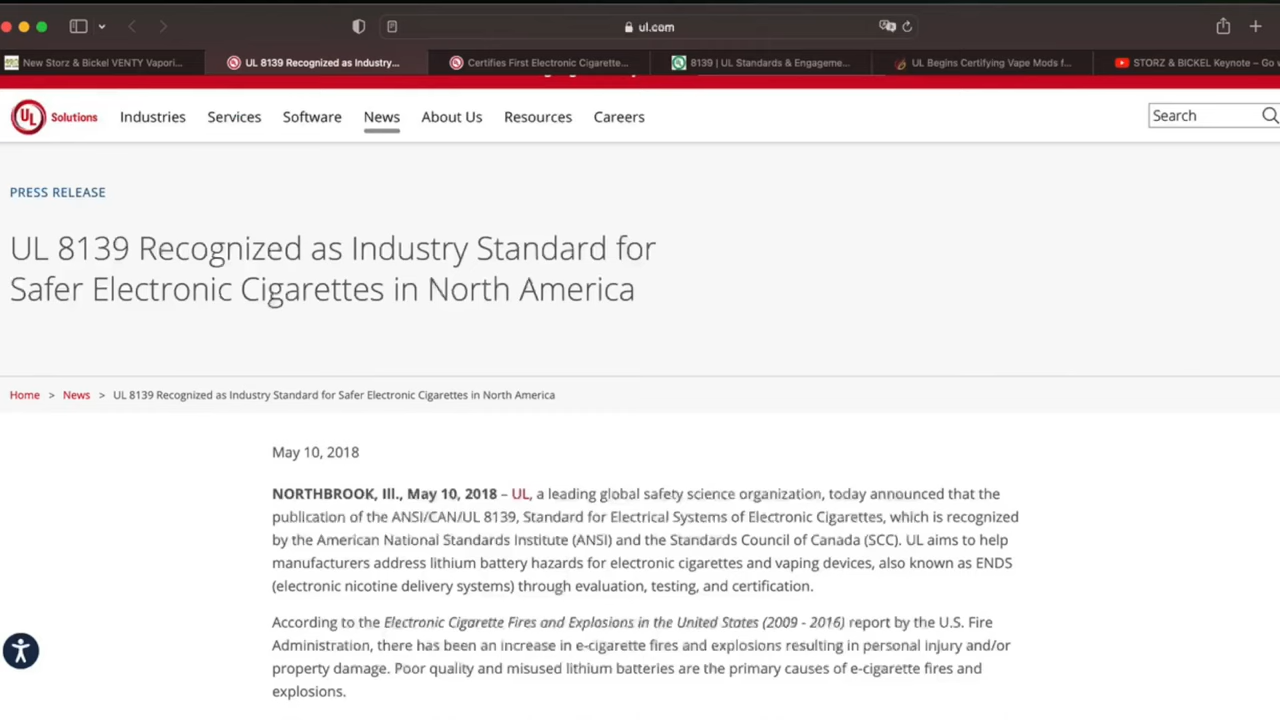 ul.com
New Storz & Bickel VENTY Vapori...
UL 8139 Recognized as Industry...
Certifies First Electronic Cigarette...
8139 | UL Standards & Engageme...
UL Begins Certifying Vape Mods f...
STORZ & BICKEL Keynote – Go w
UL Solutions
Industries
Services
Software
News
About Us
Resources
Careers
Search
PRESS RELEASE
UL 8139 Recognized as Industry Standard for
Safer Electronic Cigarettes in North America
Home > News > UL 8139 Recognized as Industry Standard for Safer Electronic Cigarettes in North America
May 10, 2018
NORTHBROOK, Ill., May 10, 2018 – UL, a leading global safety science organization, today announced that the
publication of the ANSI/CAN/UL 8139, Standard for Electrical Systems of Electronic Cigarettes, which is recognized
by the American National Standards Institute (ANSI) and the Standards Council of Canada (SCC). UL aims to help
manufacturers address lithium battery hazards for electronic cigarettes and vaping devices, also known as ENDS
(electronic nicotine delivery systems) through evaluation, testing, and certification.
According to the Electronic Cigarette Fires and Explosions in the United States (2009 - 2016) report by the U.S. Fire
Administration, there has been an increase in e-cigarette fires and explosions resulting in personal injury and/or
property damage. Poor quality and misused lithium batteries are the primary causes of e-cigarette fires and
explosions.